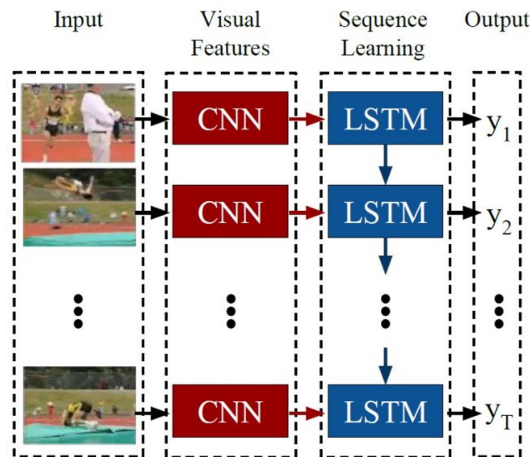 Input
Visual
Features
Sequence
Learning
Output
CNN
LSTM
y1
CNN
LSTM
y2
CNN
LSTM
yT